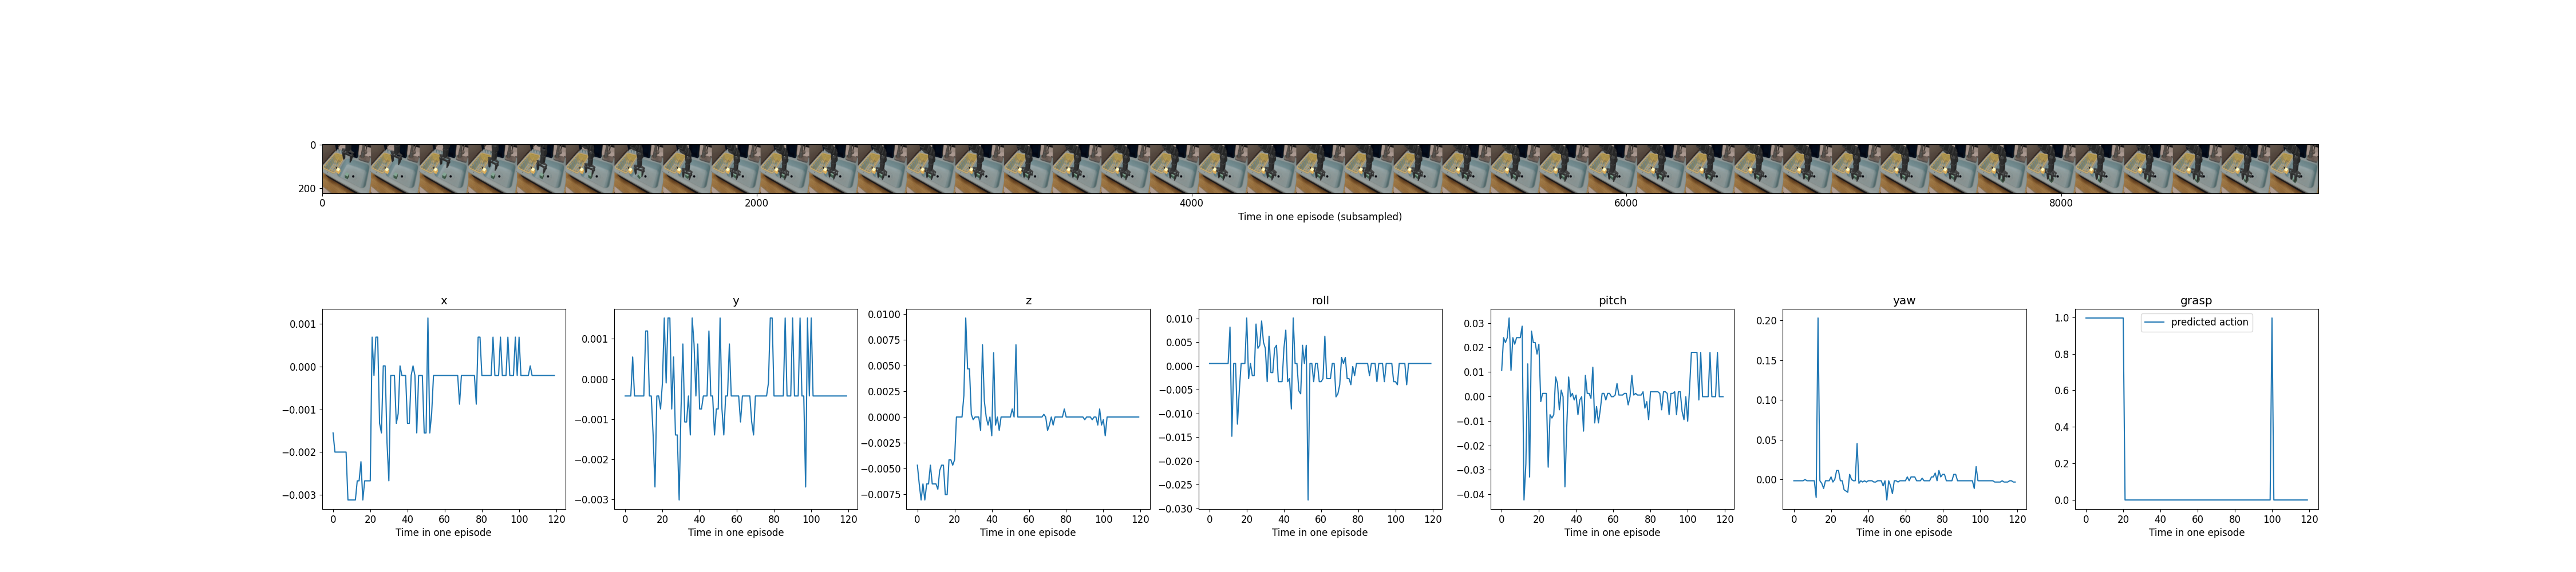 0
200
0 2000 4000 6000 8000
Time in one episode (subsampled)
x
0.001
0.000
−0.001
−0.002
−0.003
0 20 40 60 80 100 120
Time in one episode
y
0.001
0.000
−0.001
−0.002
−0.003
0 20 40 60 80 100 120
Time in one episode
z
0.0100
0.0075
0.0050
0.0025
0.0000
−0.0025
−0.0050
−0.0075
0 20 40 60 80 100 120
Time in one episode
roll
0.010
0.005
0.000
−0.005
−0.010
−0.015
−0.020
−0.025
−0.030
0 20 40 60 80 100 120
Time in one episode
pitch
0.03
0.02
0.01
0.00
−0.01
−0.02
−0.03
−0.04
0 20 40 60 80 100 120
Time in one episode
yaw
0.20
0.15
0.10
0.05
0.00
0 20 40 60 80 100 120
Time in one episode
grasp
predicted action
1.0
0.8
0.6
0.4
0.2
0.0
0 20 40 60 80 100 120
Time in one episode